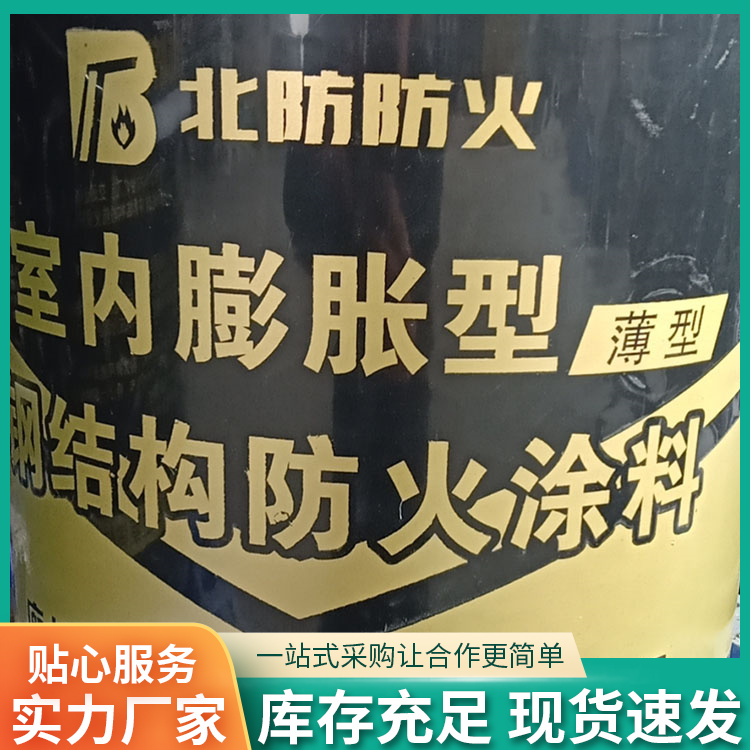 北防防火
室内膨胀型
薄型
钢结构防火涂料
贴心服务
一站式采购让合作更简单
实力厂家
库存充足 现货速发